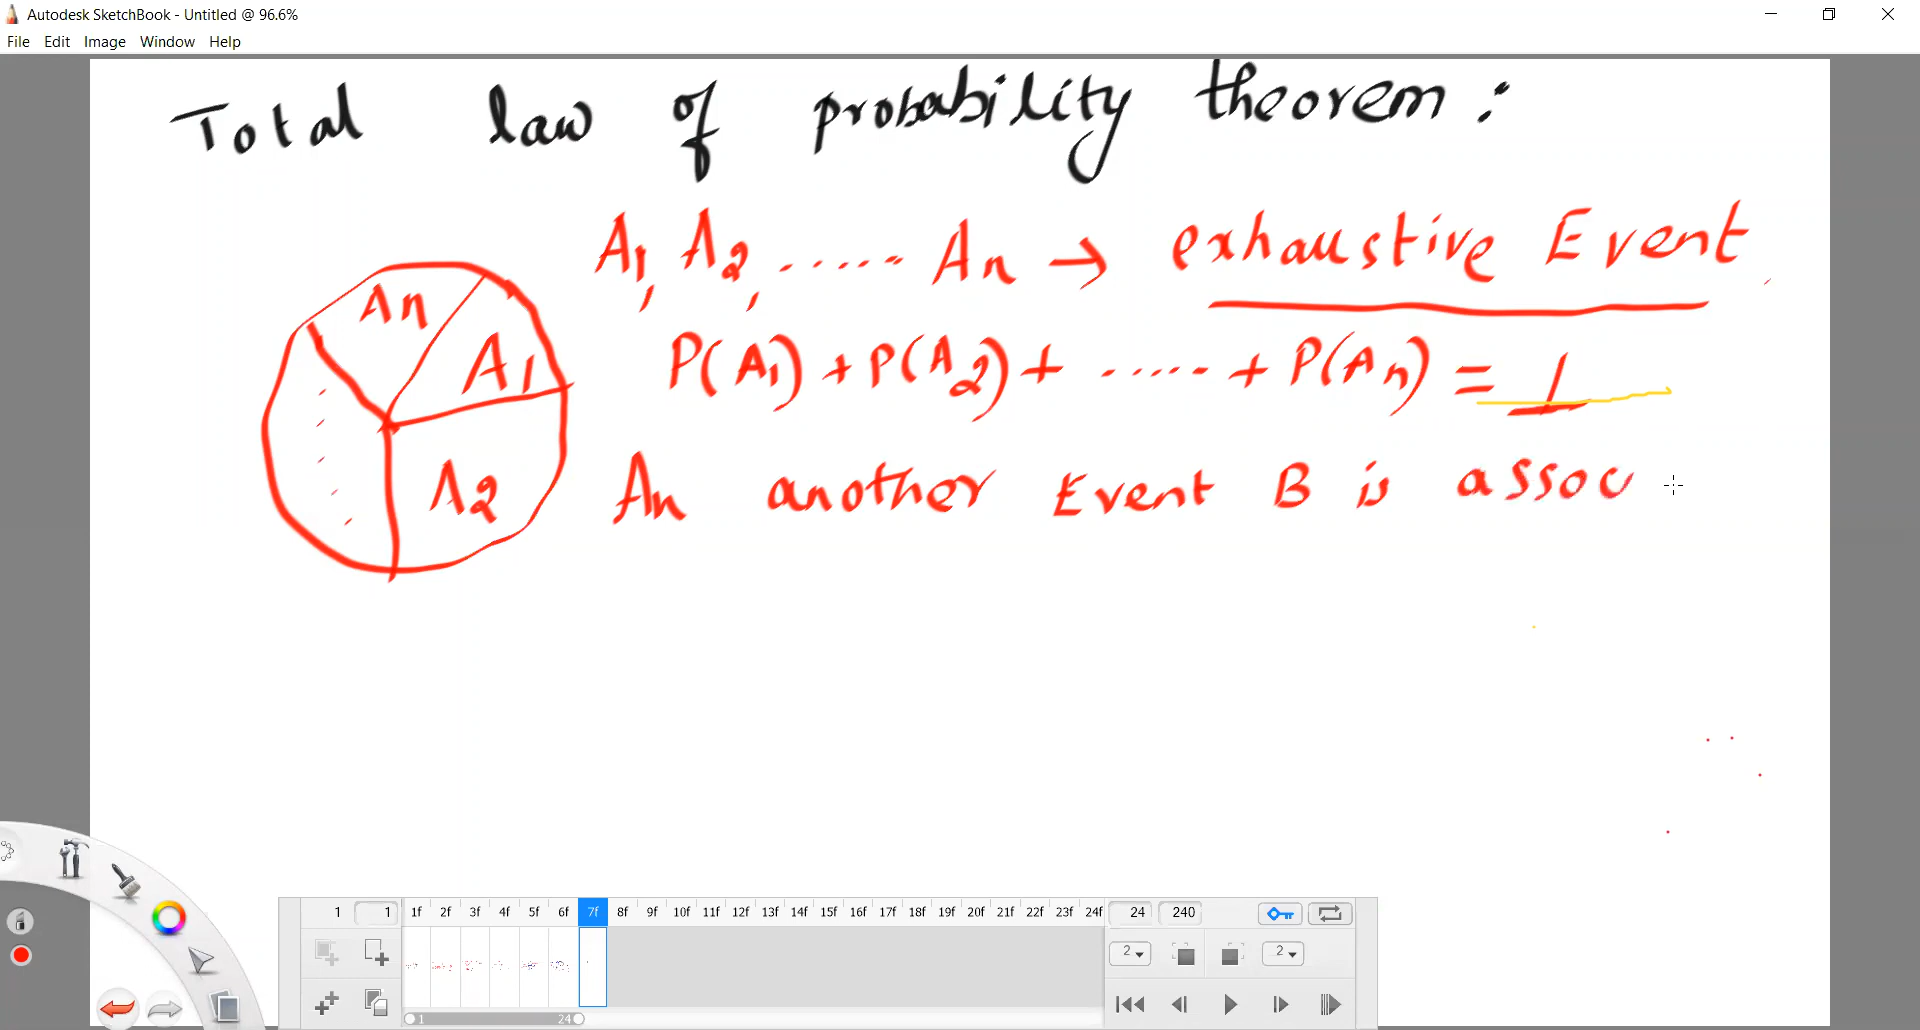 Autodesk SketchBook - Untitled @ 96.6%
File Edit Image Window Help
Total law of probability theorem :
A1, A2, ..... An → exhaustive Event
P(A1) + P(A2) + ..... + P(An) = 1
An another Event B is assoc
An
A1
A2
1 1 1f 2f 3f 4f 5f 6f 7f 8f 9f 10f 11f 12f 13f 14f 15f 16f 17f 18f 19f 20f 21f 22f 23f 24f 24 240
2 2
1 24